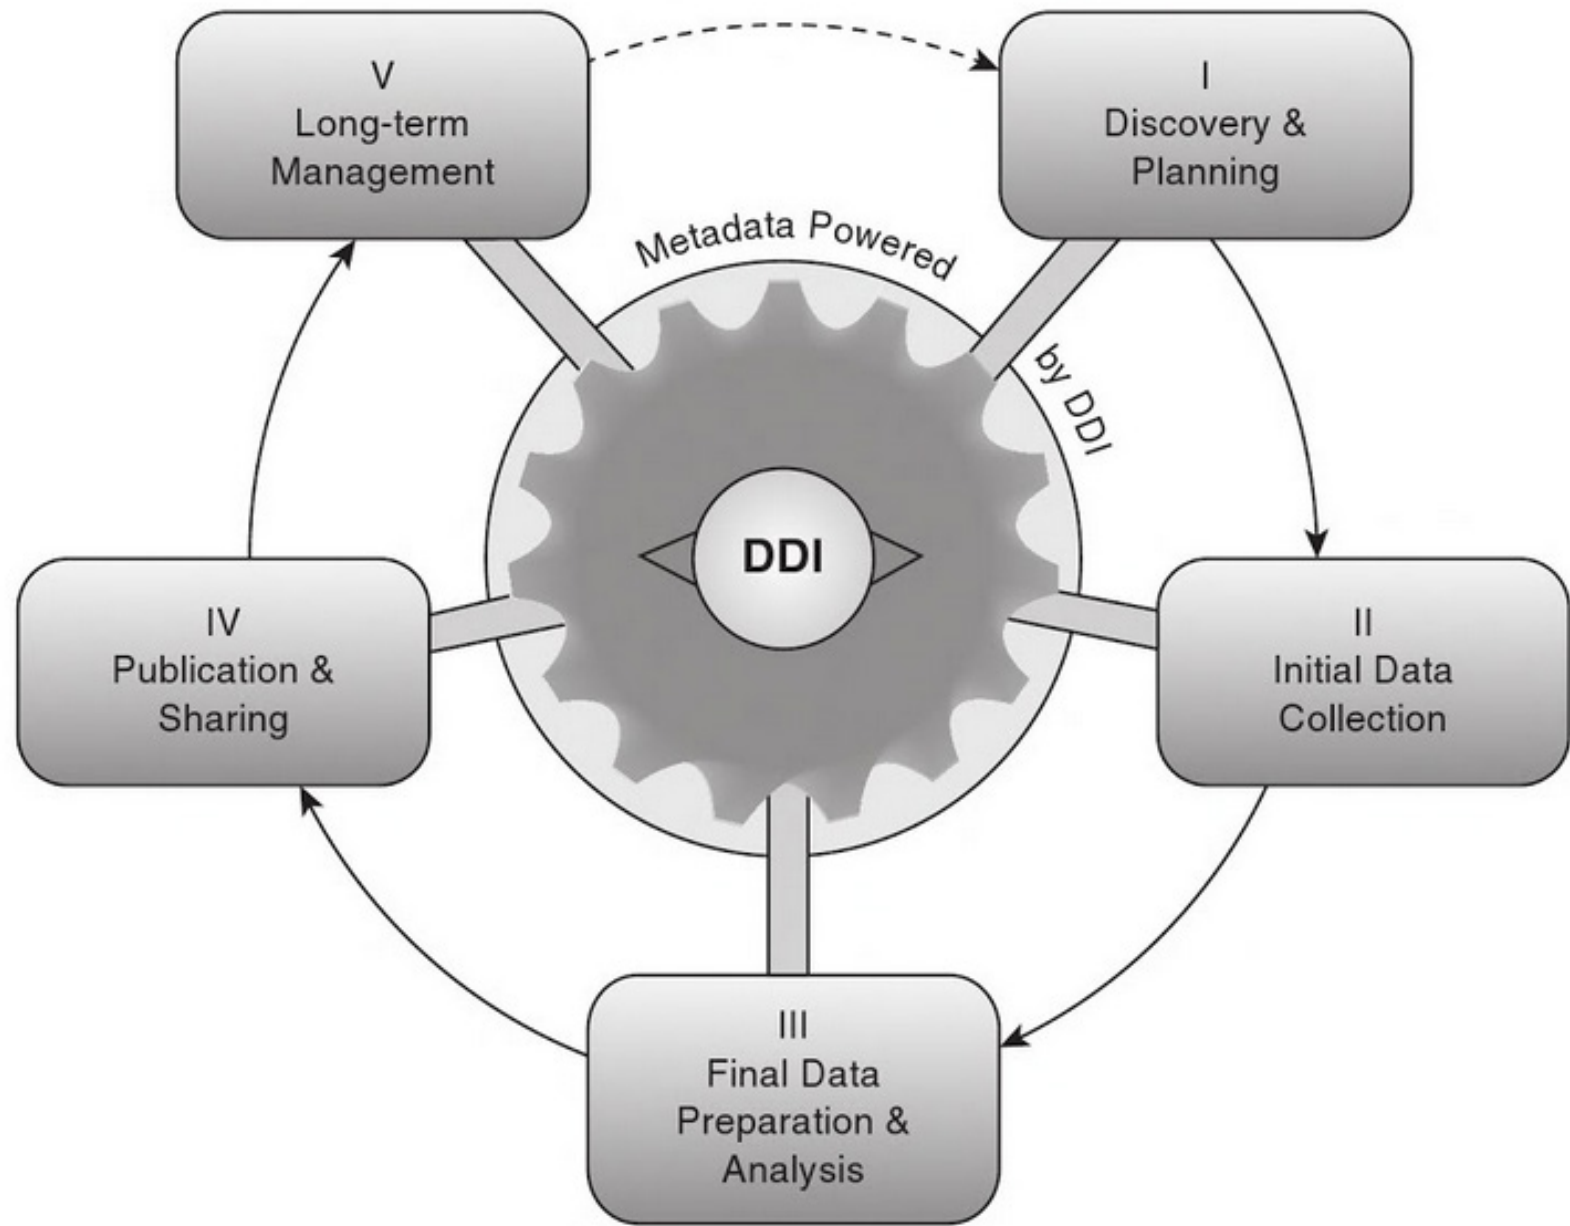 V
Long-term
Management
I
Discovery &
Planning
Metadata Powered
by DDI
DDI
IV
Publication &
Sharing
II
Initial Data
Collection
III
Final Data
Preparation &
Analysis